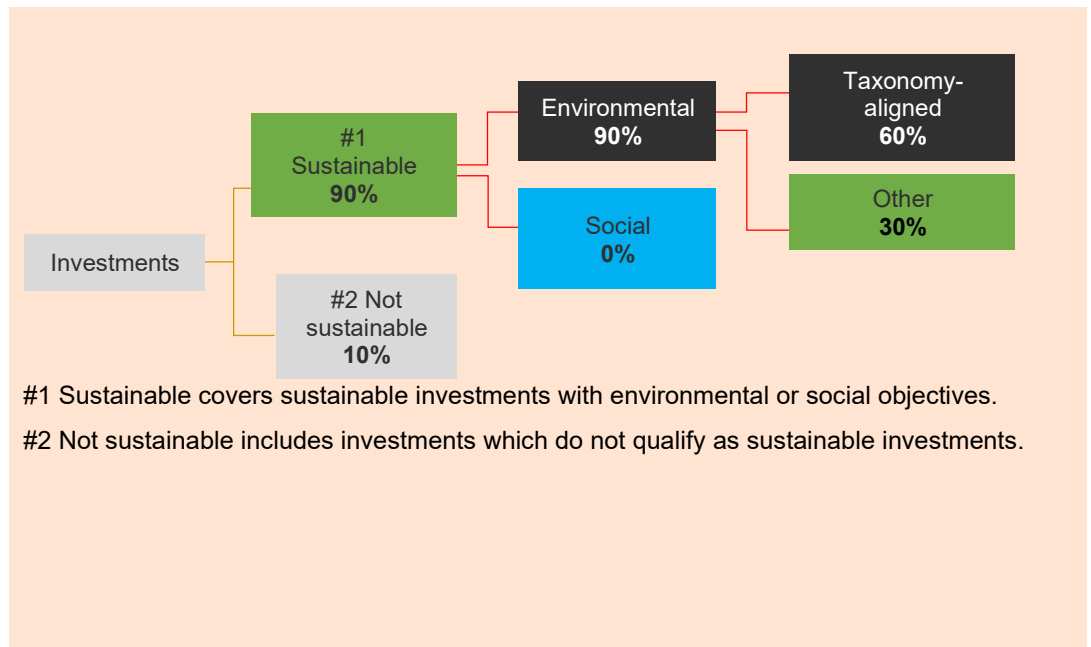 Investments
#1
Sustainable
90%
#2 Not
sustainable
10%
Environmental
90%
Social
0%
Taxonomy-
aligned
60%
Other
30%
#1 Sustainable covers sustainable investments with environmental or social objectives.
#2 Not sustainable includes investments which do not qualify as sustainable investments.